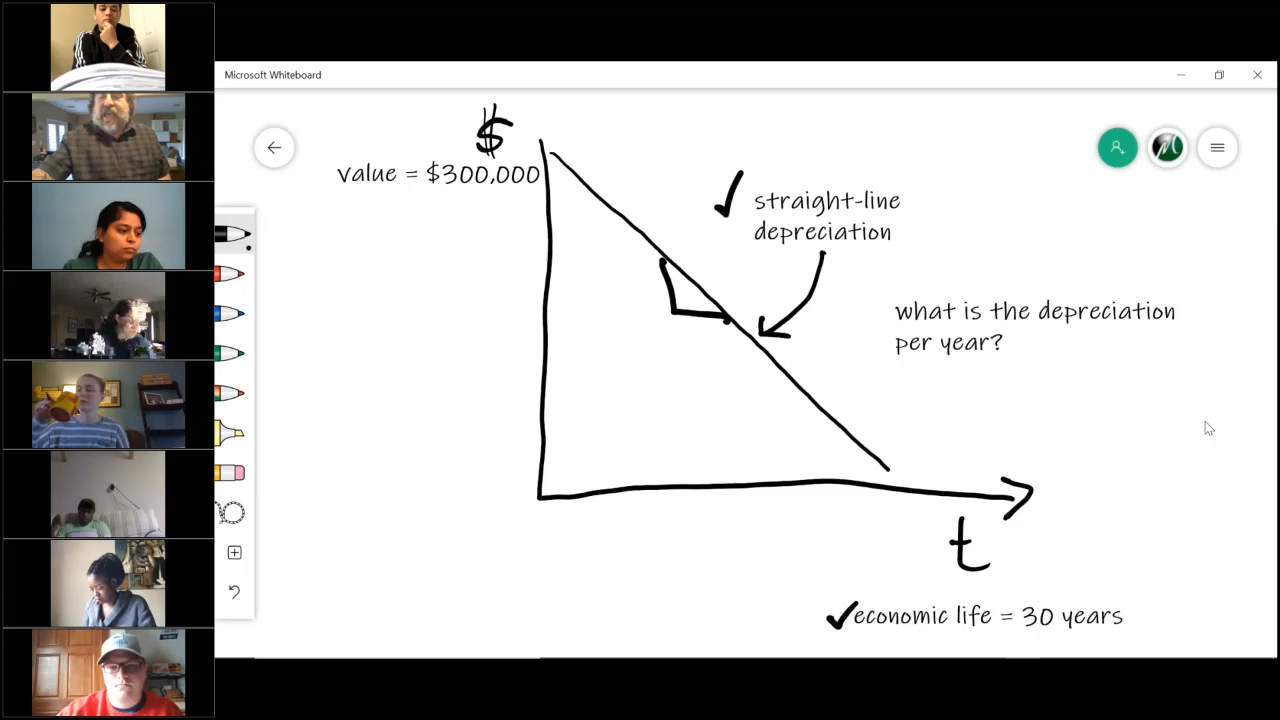 Microsoft Whiteboard
$
value = $300,000
straight-line
depreciation
what is the depreciation
per year?
t
economic life = 30 years